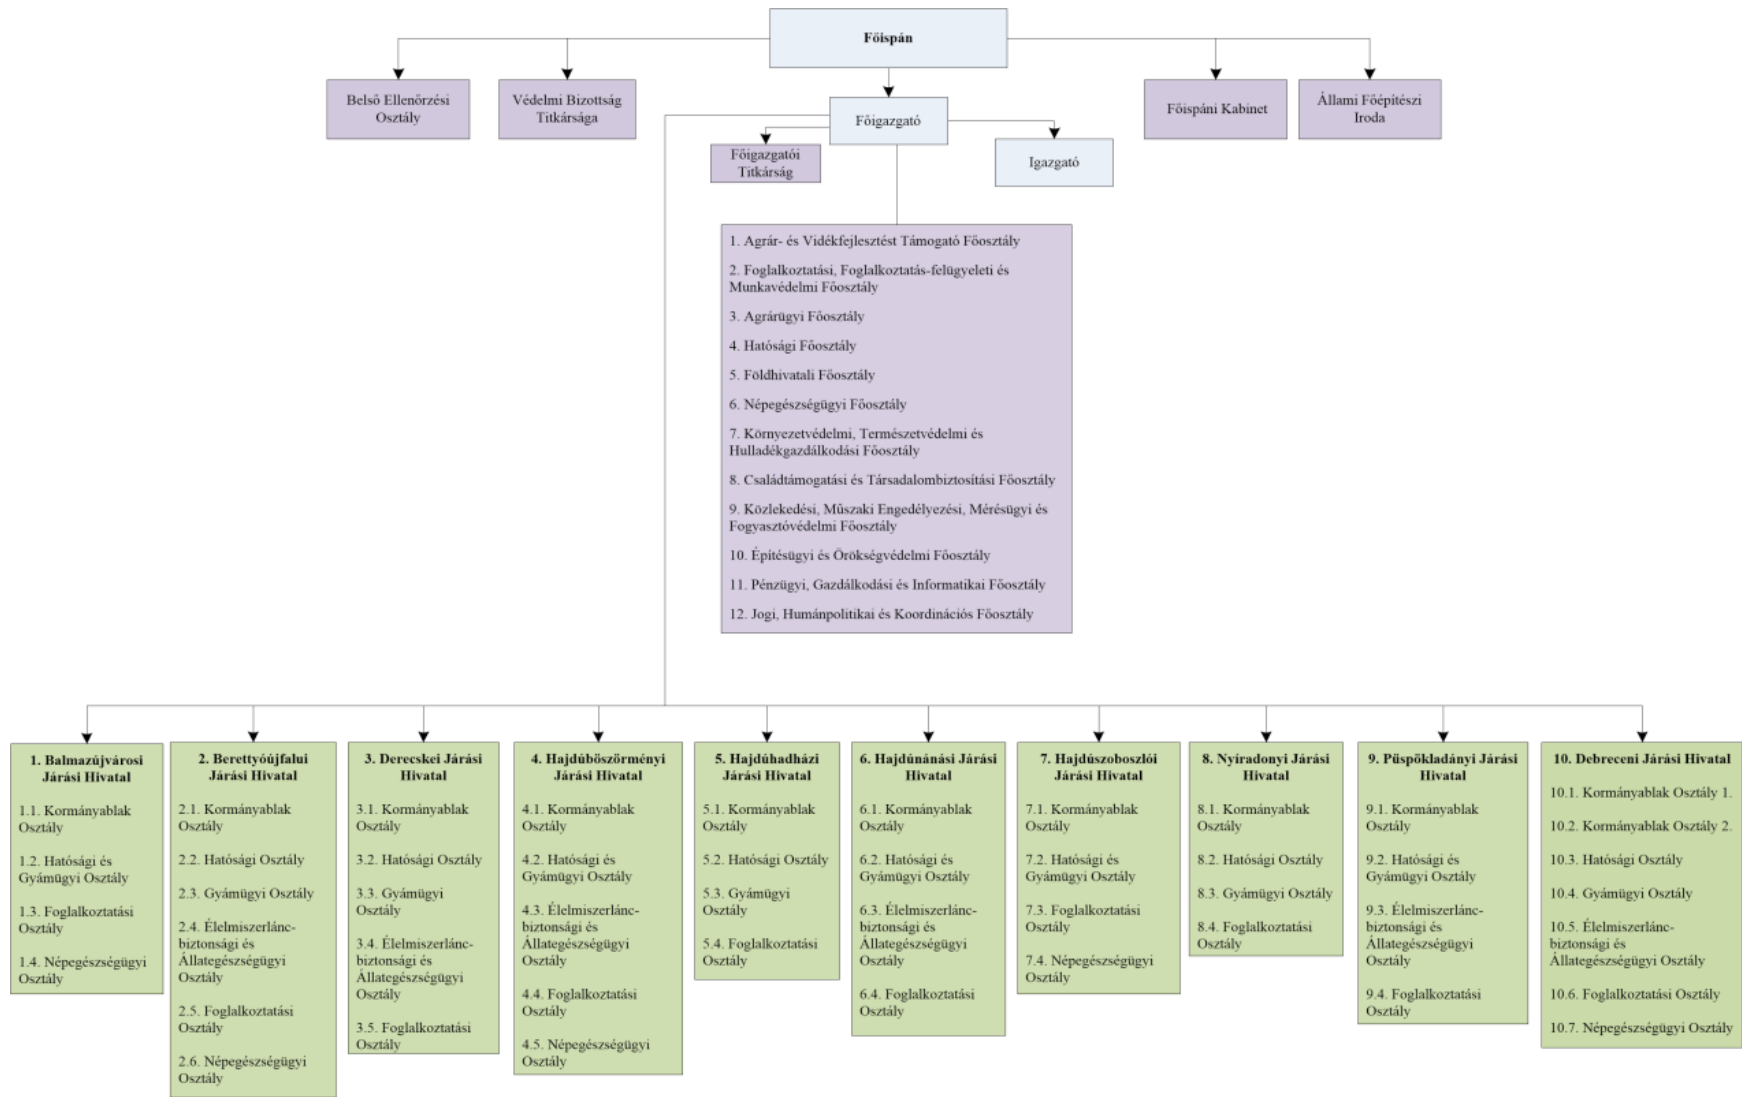 Főispán
Belső Ellenőrzési
Osztály
Védelmi Bizottság
Titkársága
Főispáni Kabinet
Állami Főépítészi
Iroda
Főigazgató
Főigazgatói
Titkárság
Igazgató
1. Agrár- és Vidékfejlesztést Támogató Főosztály
2. Foglalkoztatási, Foglalkoztatás-felügyeleti és
Munkavédelmi Főosztály
3. Agrárügyi Főosztály
4. Hatósági Főosztály
5. Földhivatali Főosztály
6. Népegészségügyi Főosztály
7. Környezetvédelmi, Természetvédelmi és
Hulladékgazdálkodási Főosztály
8. Családtámogatási és Társadalombiztosítási Főosztály
9. Közlekedési, Műszaki Engedélyezési, Mérésügyi és
Fogyasztóvédelmi Főosztály
10. Építésügyi és Örökségvédelmi Főosztály
11. Pénzügyi, Gazdálkodási és Informatikai Főosztály
12. Jogi, Humánpolitikai és Koordinációs Főosztály
1. Balmazújvárosi
Járási Hivatal
1.1. Kormányablak
Osztály
1.2. Hatósági és
Gyámügyi Osztály
1.3. Foglalkoztatási
Osztály
1.4. Népegészségügyi
Osztály
2. Berettyóújfalui
Járási Hivatal
2.1. Kormányablak
Osztály
2.2. Hatósági Osztály
2.3. Gyámügyi Osztály
2.4. Élelmiszerlánc-
biztonsági és
Állategészségügyi
Osztály
2.5. Foglalkoztatási
Osztály
2.6. Népegészségügyi
Osztály
3. Derecskei Járási
Hivatal
3.1. Kormányablak
Osztály
3.2. Hatósági Osztály
3.3. Gyámügyi
Osztály
3.4. Élelmiszerlánc-
biztonsági és
Állategészségügyi
Osztály
3.5. Foglalkoztatási
Osztály
4. Hajdúböszörményi
Járási Hivatal
4.1. Kormányablak
Osztály
4.2. Hatósági és
Gyámügyi Osztály
4.3. Élelmiszerlánc-
biztonsági és
Állategészségügyi
Osztály
4.4. Foglalkoztatási
Osztály
4.5. Népegészségügyi
Osztály
5. Hajdúhadházi
Járási Hivatal
5.1. Kormányablak
Osztály
5.2. Hatósági Osztály
5.3. Gyámügyi
Osztály
5.4. Foglalkoztatási
Osztály
6. Hajdúnánási Járási
Hivatal
6.1. Kormányablak
Osztály
6.2. Hatósági és
Gyámügyi Osztály
6.3. Élelmiszerlánc-
biztonsági és
Állategészségügyi
Osztály
6.4. Foglalkoztatási
Osztály
7. Hajdúszoboszlói
Járási Hivatal
7.1. Kormányablak
Osztály
7.2. Hatósági és
Gyámügyi Osztály
7.3. Foglalkoztatási
Osztály
7.4. Népegészségügyi
Osztály
8. Nyíradonyi Járási
Hivatal
8.1. Kormányablak
Osztály
8.2. Hatósági Osztály
8.3. Gyámügyi Osztály
8.4. Foglalkoztatási
Osztály
9. Püspökladányi Járási
Hivatal
9.1. Kormányablak
Osztály
9.2. Hatósági és
Gyámügyi Osztály
9.3. Élelmiszerlánc-
biztonsági és
Állategészségügyi
Osztály
9.4. Foglalkoztatási
Osztály
10. Debreceni Járási Hivatal
10.1. Kormányablak Osztály 1.
10.2. Kormányablak Osztály 2.
10.3. Hatósági Osztály
10.4. Gyámügyi Osztály
10.5. Élelmiszerlánc-
biztonsági és
Állategészségügyi Osztály
10.6. Foglalkoztatási Osztály
10.7. Népegészségügyi Osztály